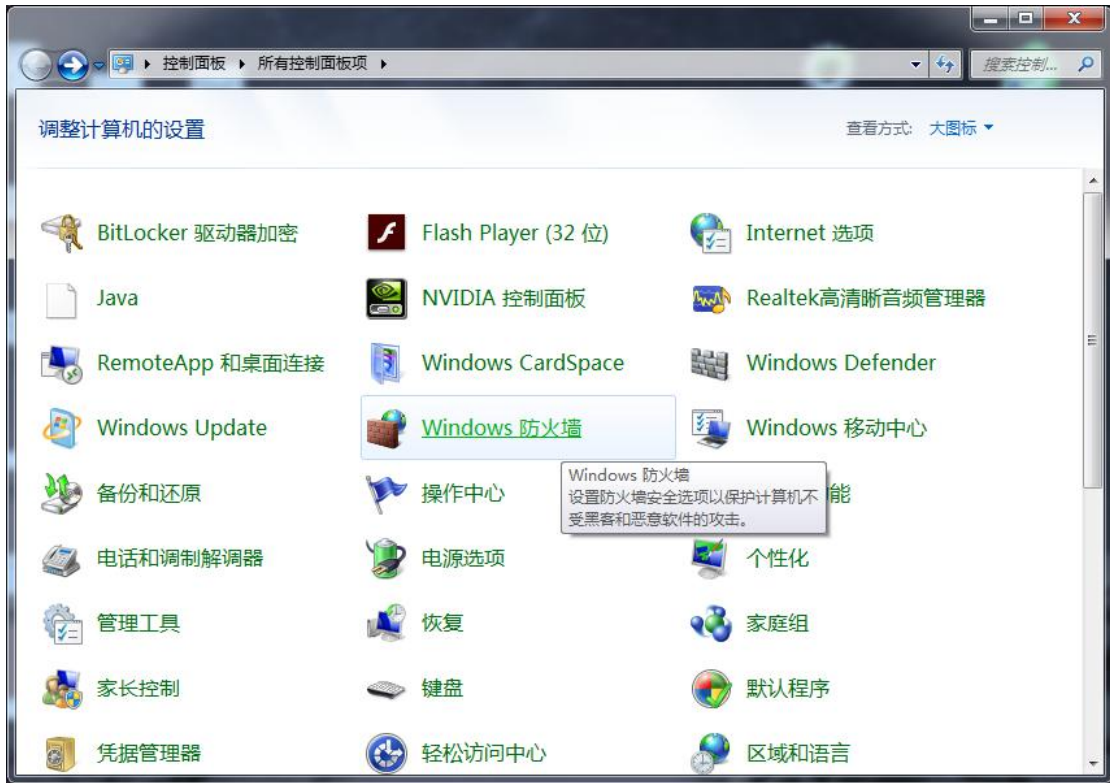 控制面板 所有控制面板项
搜索控制...
调整计算机的设置
查看方式: 大图标
BitLocker 驱动器加密
Flash Player (32 位)
Internet 选项
Java
NVIDIA 控制面板
Realtek高清晰音频管理器
RemoteApp 和桌面连接
Windows CardSpace
Windows Defender
Windows Update
Windows 防火墙
Windows 移动中心
备份和还原
操作中心
能
Windows 防火墙
设置防火墙安全选项以保护计算机不
受黑客和恶意软件的攻击。
电话和调制解调器
电源选项
个性化
管理工具
恢复
家庭组
家长控制
键盘
默认程序
凭据管理器
轻松访问中心
区域和语言